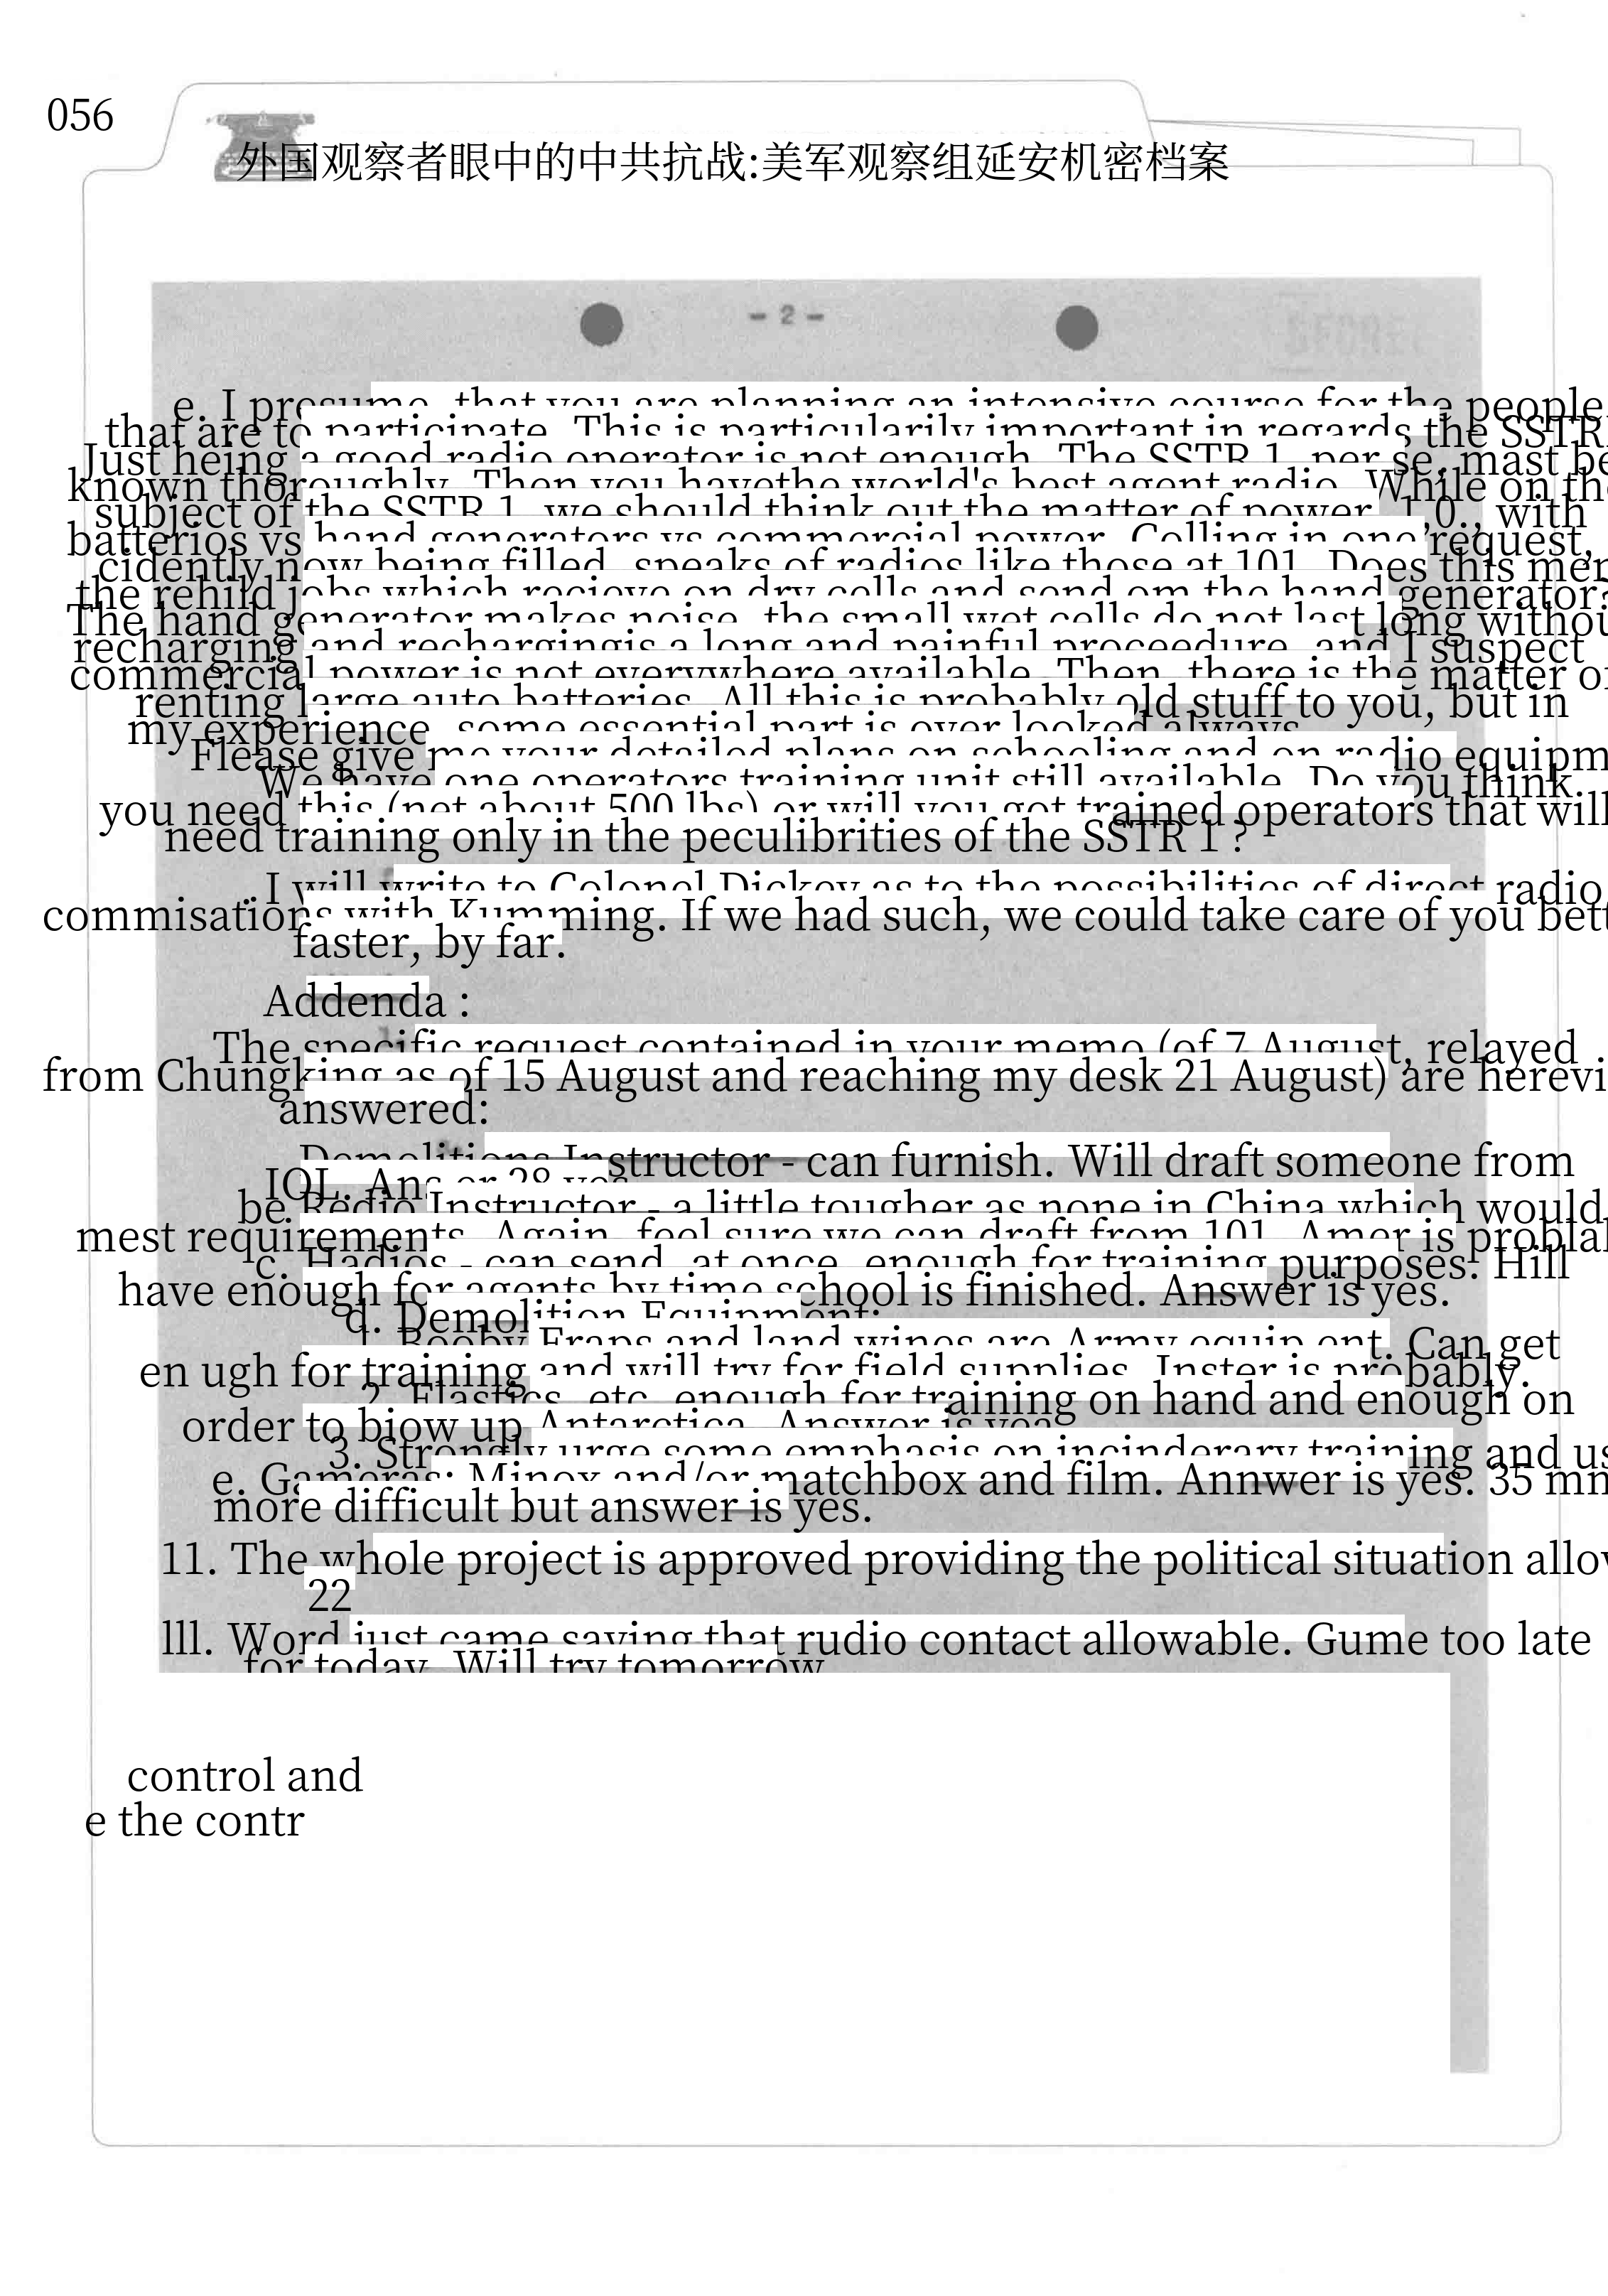 056
外国观察者眼中的中共抗战:美军观察组延安机密档案
- 2 -
SECRET
e. I presume, that you are planning an intensive course for the people
that are to participate. This is particularily important in regards the SSTR
Just héing a good radio operator is not enough. The SSTR 1, per se, mast be
known thoroughly. Then you havethe world's best agent radio. While on the
subject of the SSTR 1, we should think out the matter of power, 1,0., with
batterios vs hand generators vs commercial power. Colling in one request,
cidently now being filled, speaks of radios like those at 101. Does this
the rehild jobs which recieve on dry cells and send om the hand generator?
The hand generator makes noise, the small wet cells do not last long
recharging and rechargingis a long and painful proceedure, and I suspect
commercial power is not everywhere available. Then, there is the matter
renting large auto batteries. All this is probably old stuff to you, but in
my experience, some essential part is over looked always.
Flease give me your detailed plans on schooling and on radio
We have one operators training unit still available. Do you think
you need this (net about 500 lbs) or will you got trained operators that will
need training only in the peculibrities of the SSTR 1 ?
. I will write to Colonel Dickey as to the possibilities of direct radio
commisations with Kumming. If we had such, we could take care of you
faster, by far.
Addenda :
The specific request contained in your memo (of 7 August, relayed
from Chungking as of 15 August and reaching my desk 21 August) are
answered:
Demolitions Instructor - can furnish. Will draft someone from
IOL. Ans er 28 yes
be Redio Instructor - a little tougher as none in China which would
mest requirements. Again, feel sure we can draft from 101. Amer is
c. Hadios - can send, at once, enough for training purposes. Hill
have enough for agents by time school is finished. Answer is yes.
d. Demolition Equipment:
Booby Fraps and land wines are Army equip ent. Can get
en ugh for training and will try for field supplies. Inster is probably.
2. Elastics, etc. enough for training on hand and enough on
order to biow up Antarctica. Answer is yea
3. Strongly urge some emphasis on incinderary training and
e. Gameras: Minox and/or matchbox and film. Annwer is yes. 35
more difficult but answer is yes.
11. The whole project is approved providing the political situation
22
lll. Word just came saying that rudio contact allowable. Gume too late
for today. Will try tomorrow
control and
e the contr